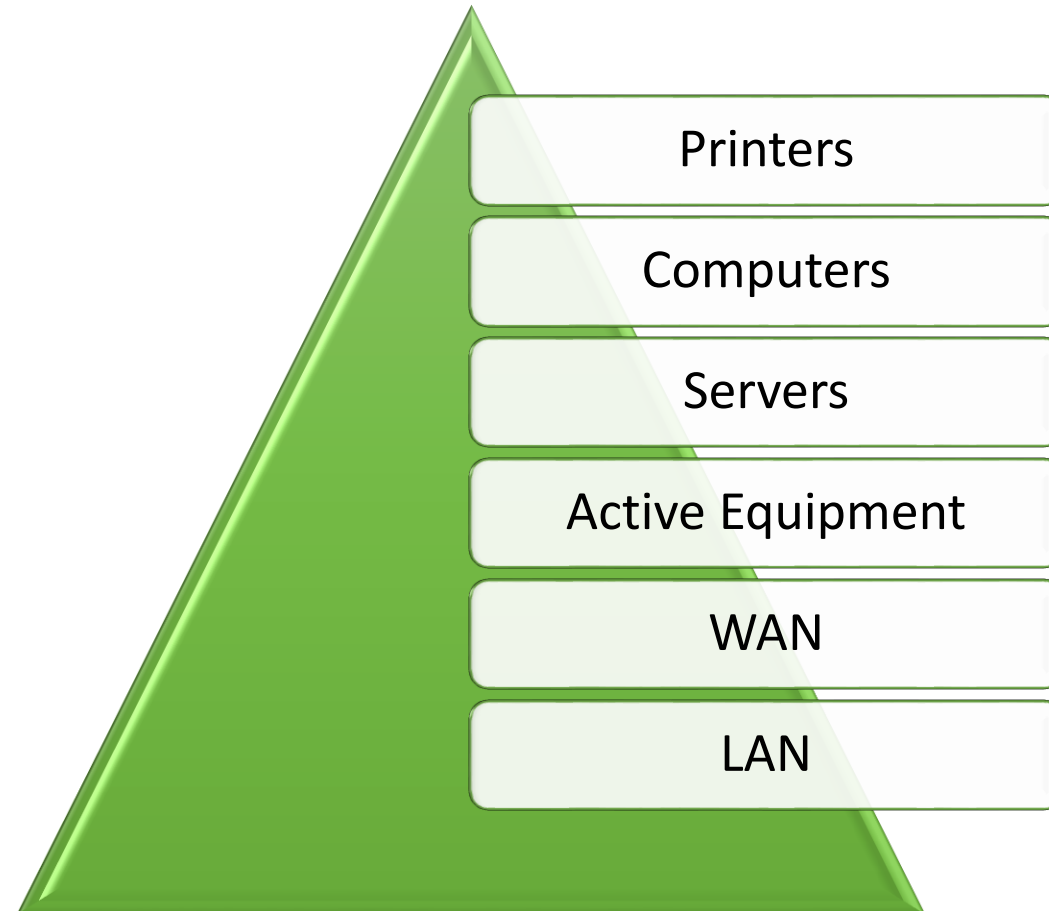 Printers
Computers
Servers
Active Equipment
WAN
LAN